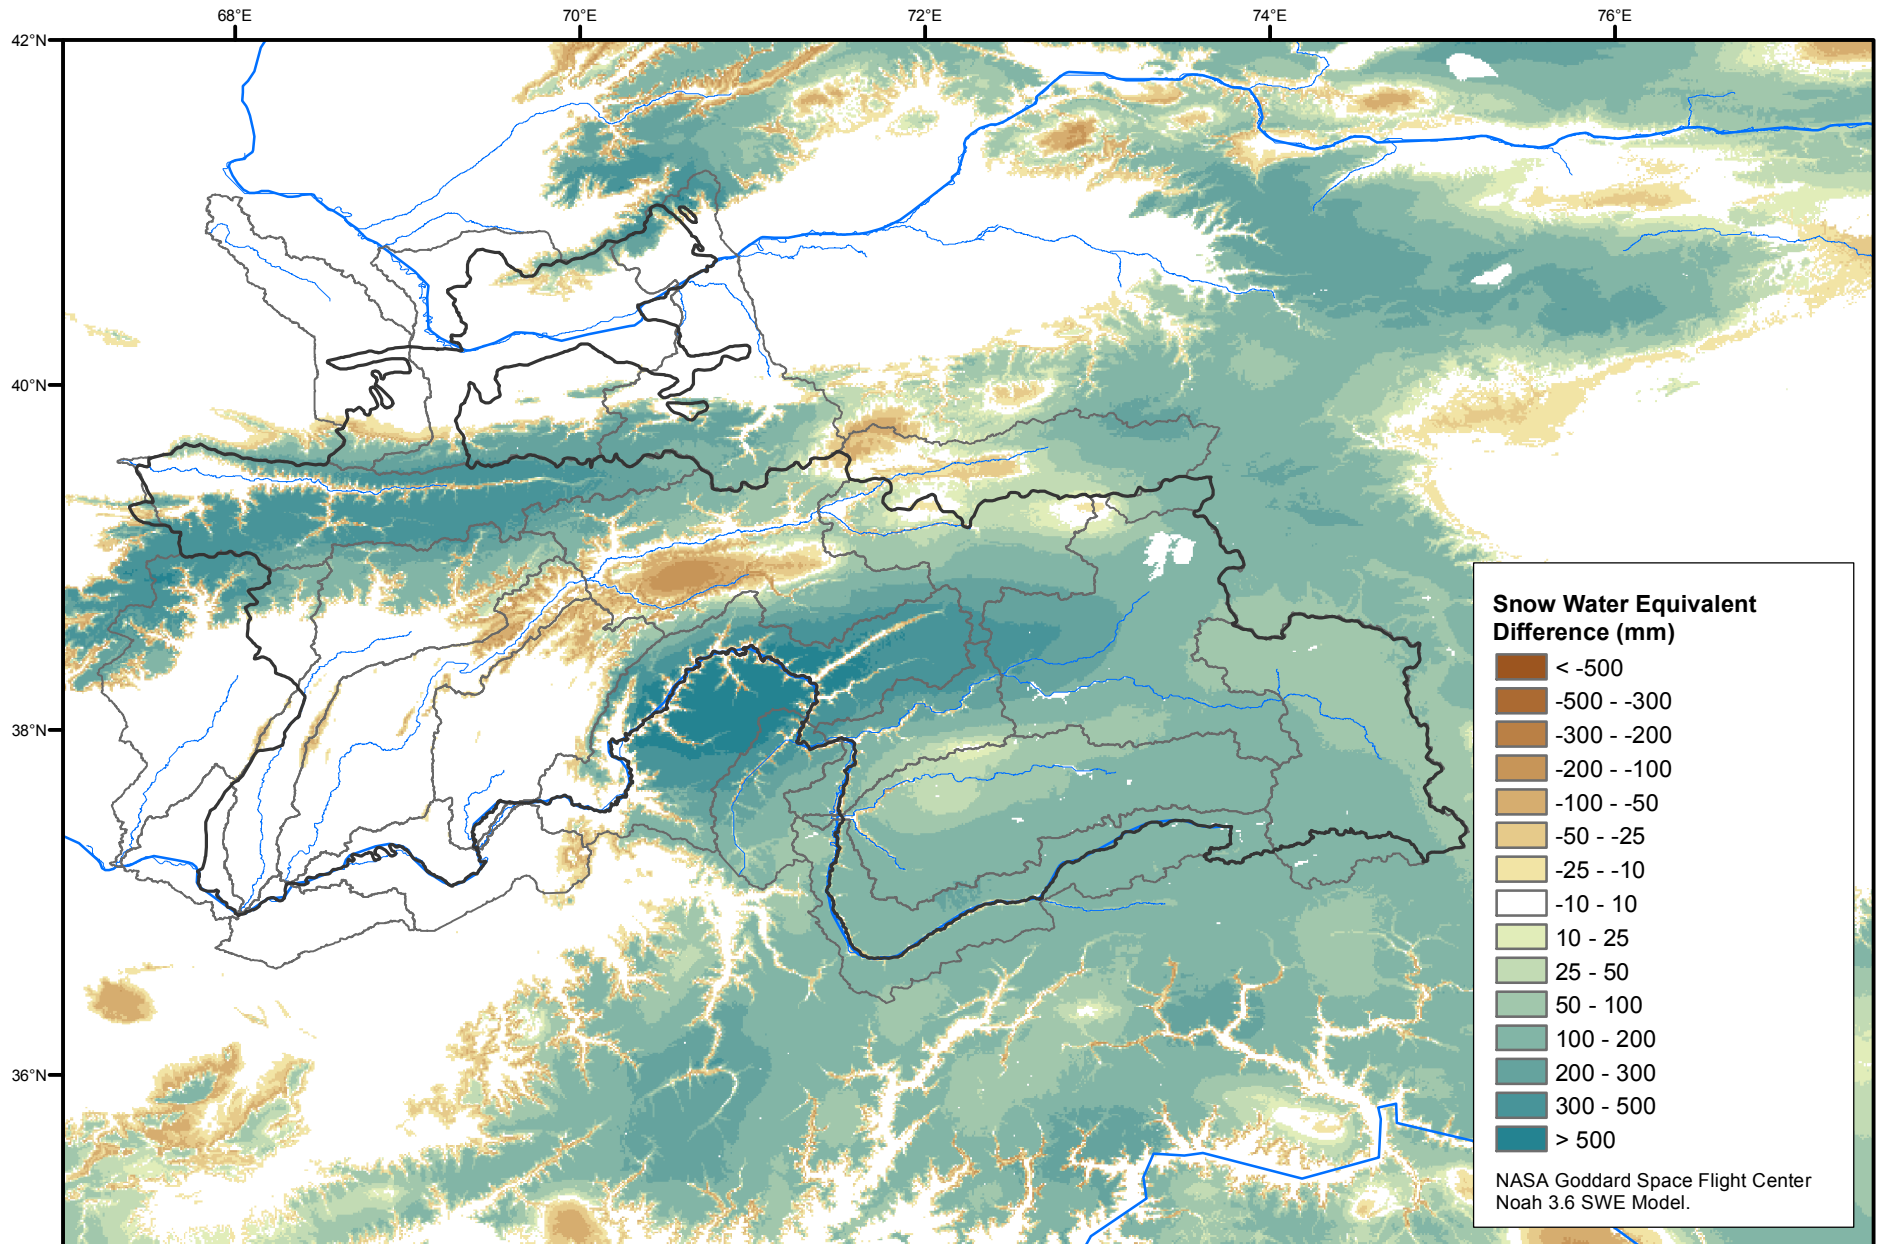 68°E
70°E
72°E
74°E
76°E
42°N
40°N
38°N
36°N
Snow Water Equivalent
Difference (mm)
< -500
-500 - -300
-300 - -200
-200 - -100
-100 - -50
-50 - -25
-25 - -10
-10 - 10
10 - 25
25 - 50
50 - 100
100 - 200
200 - 300
300 - 500
> 500
NASA Goddard Space Flight Center
Noah 3.6 SWE Model.